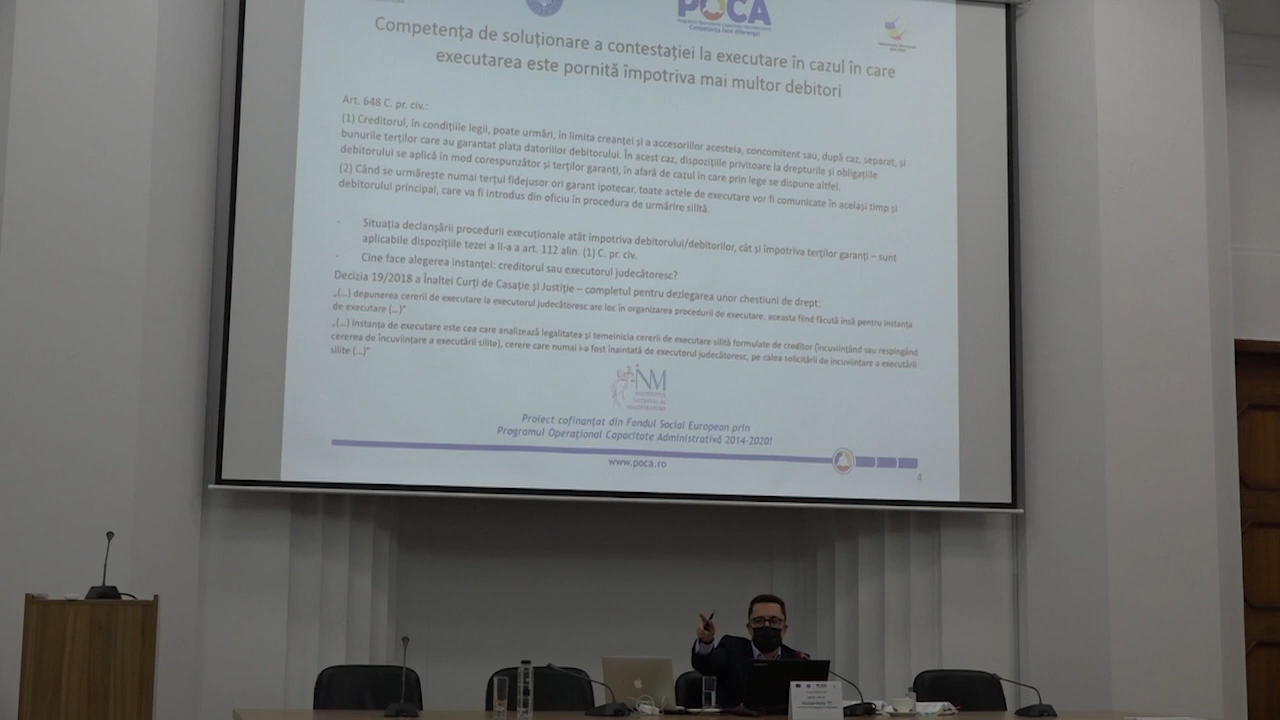 POCA
Competența face diferența!
Competența de soluționare a contestației la executare în cazul în care
executarea este pornită împotriva mai multor debitori
Art. 648 C. pr. civ.:
(1) Creditorul, în condițiile legii, poate urmări, în limita creanței și a accesoriilor acesteia, concomitent sau, după caz, separat, și
bunurile terților care au garantat plata datoriilor debitorului. În acest caz, dispozițiile privitoare la drepturile și obligațiile
debitorului se aplică în mod corespunzător și terților garanți, în afară de cazul în care prin lege se dispune altfel.
(2) Când se urmărește numai terțul fidejusor ori garant ipotecar, toate actele de executare vor fi comunicate în același timp și
debitorului principal, care va fi introdus din oficiu în procedura de urmărire silită.
- Situația declanșării procedurii execuționale atât împotriva debitorului/debitorilor, cât și împotriva terților garanți – sunt
aplicabile dispozițiile tezei a II-a a art. 112 alin. (1) C. pr. civ.
- Cine face alegerea instanței: creditorul sau executorul judecătoresc?
Decizia 19/2018 a Înaltei Curți de Casație și Justiție – completul pentru dezlegarea unor chestiuni de drept:
„(...) depunerea cererii de executare la executorul judecătoresc are loc în organizarea procedurii de executare, aceasta fiind făcută însă pentru instanța
de executare (...)”
„(...) instanța de executare este cea care analizează legalitatea și temeinicia cererii de executare silită formulate de creditor (încuviințând sau respingând
cererea de încuviințare a executării silite), cerere care numai i-a fost înaintată de executorul judecătoresc, pe calea solicitării de încuviințare a executării
silite (...)”
INM
INSTITUTUL
NAȚIONAL AL
MAGISTRATURII
Proiect cofinanțat din Fondul Social European prin
Programul Operațional Capacitate Administrativă 2014-2020!
www.poca.ro
4